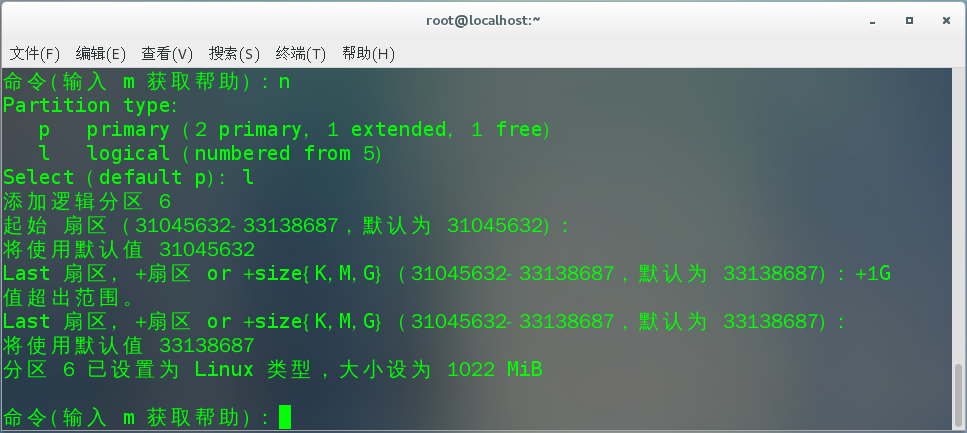 root@localhost:~
文件(F) 编辑(E) 查看(V) 搜索(S) 终端(T) 帮助(H)
命令(输入 m 获取帮助)：n
Partition type:
   p   primary (2 primary, 1 extended, 1 free)
   l   logical (numbered from 5)
Select (default p): l
添加逻辑分区 6
起始 扇区 (31045632-33138687，默认为 31045632)：
将使用默认值 31045632
Last 扇区, +扇区 or +size{K,M,G} (31045632-33138687，默认为 33138687)：+1G
值超出范围。
Last 扇区, +扇区 or +size{K,M,G} (31045632-33138687，默认为 33138687)：
将使用默认值 33138687
分区 6 已设置为 Linux 类型，大小设为 1022 MiB
命令(输入 m 获取帮助)：